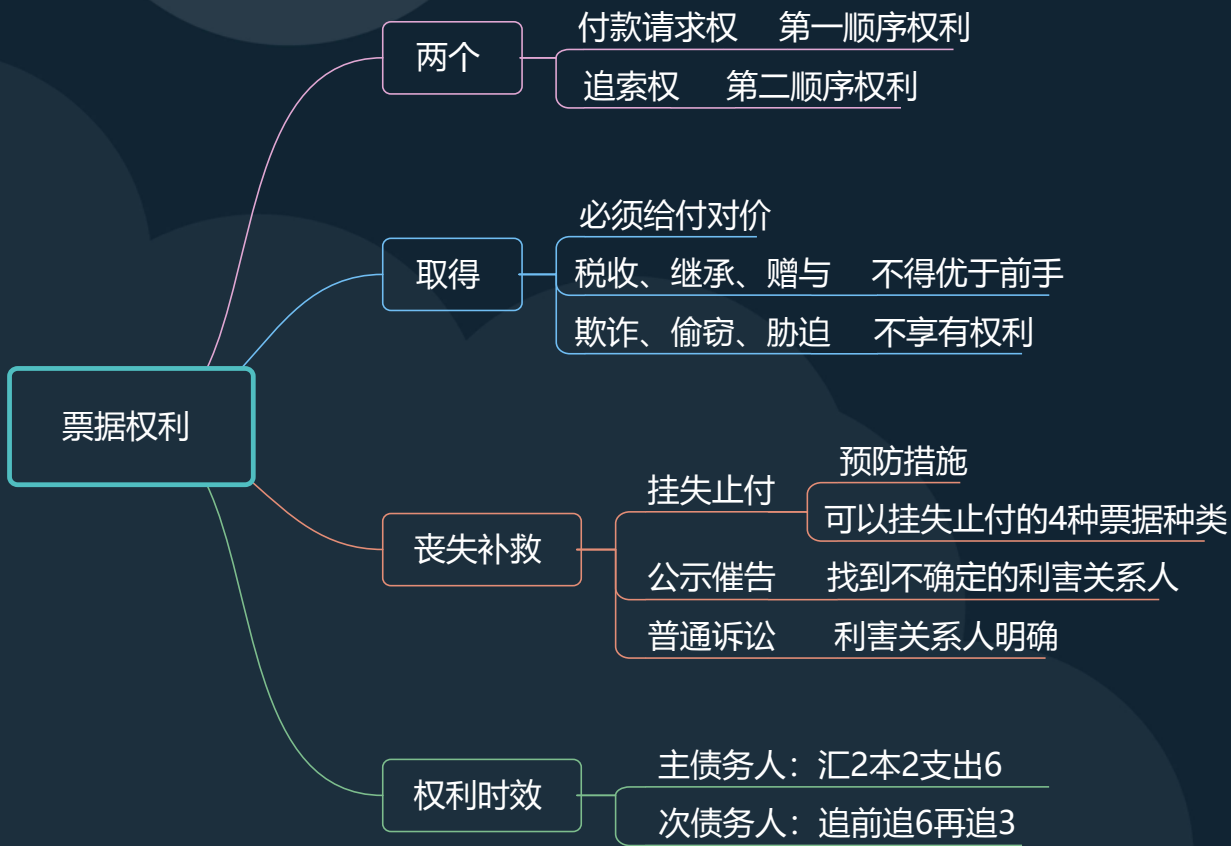 票据权利
两个
付款请求权 第一顺序权利
追索权 第二顺序权利
取得
必须给付对价
税收、继承、赠与 不得优于前手
欺诈、偷窃、胁迫 不享有权利
丧失补救
挂失止付
预防措施
可以挂失止付的4种票据种类
公示催告 找到不确定的利害关系人
普通诉讼 利害关系人明确
权利时效
主债务人：汇2本2支出6
次债务人：追前追6再追3